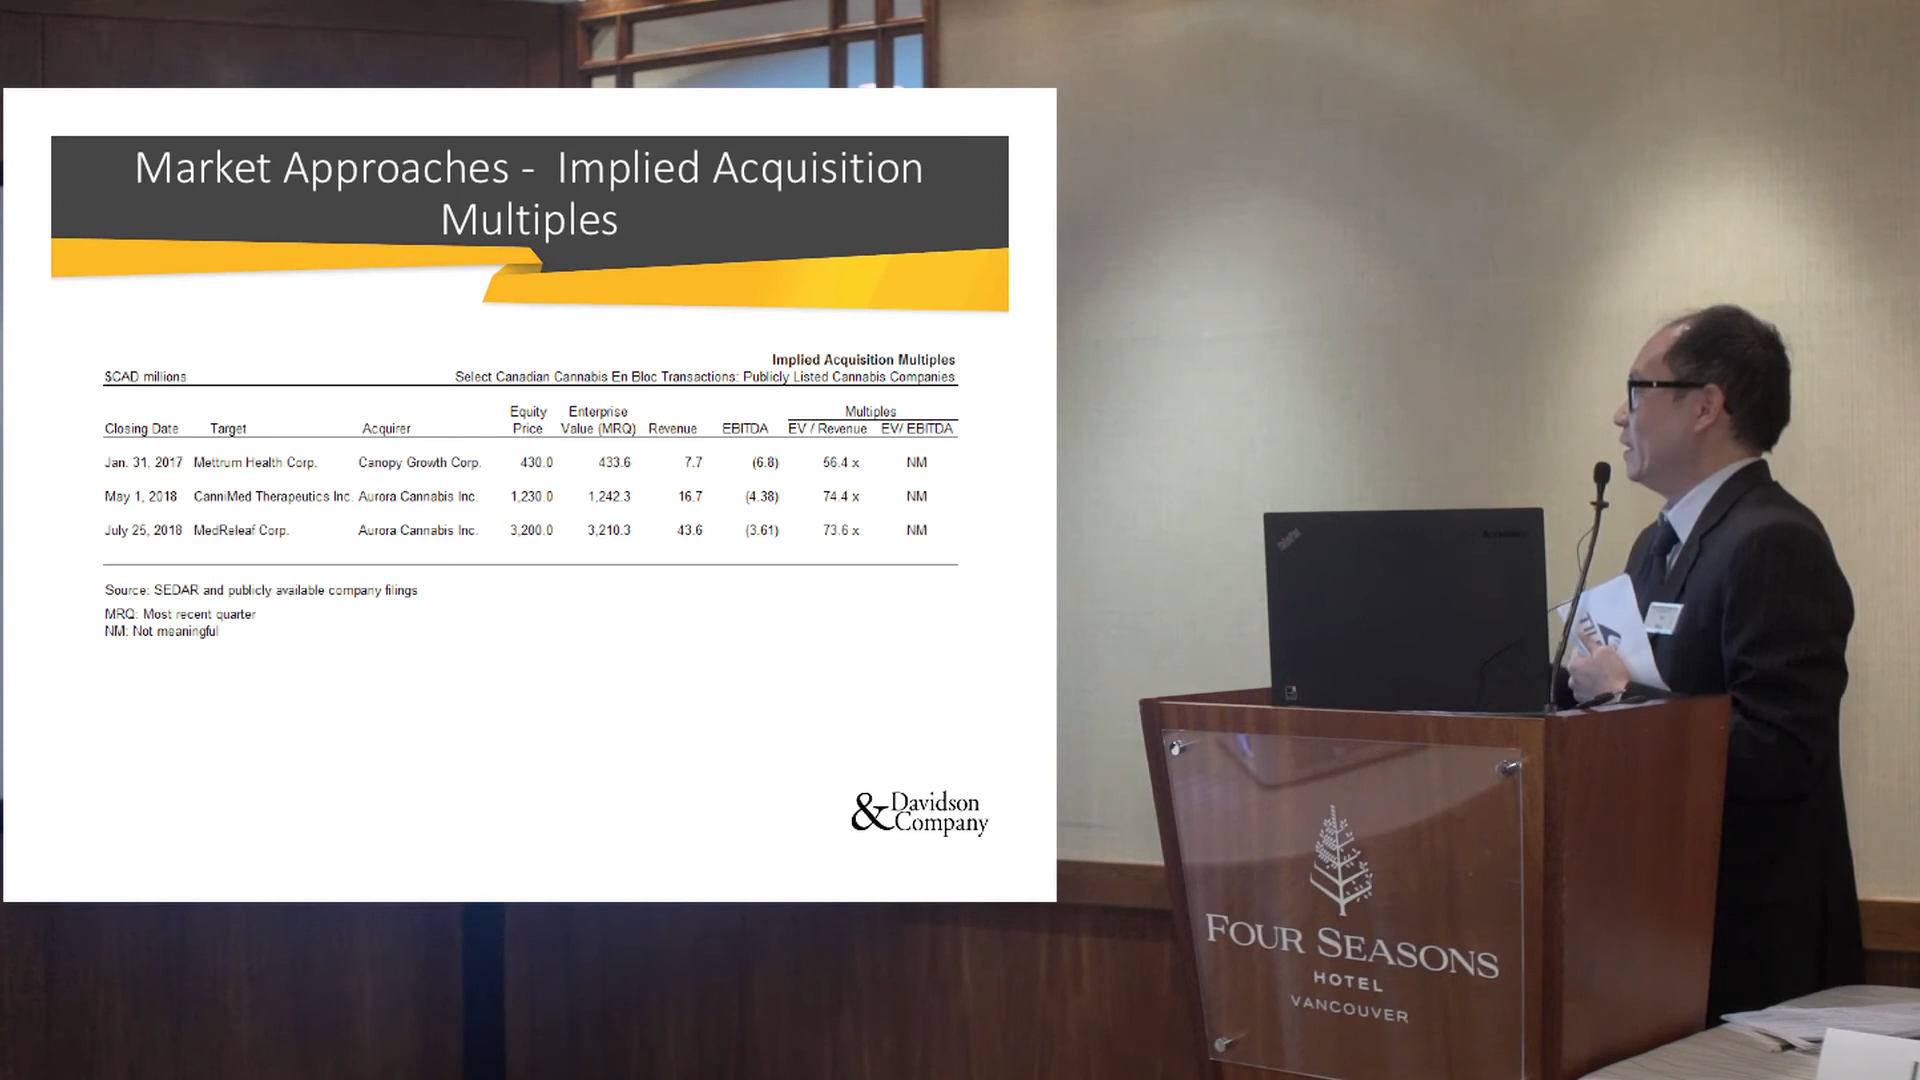 Market Approaches - Implied Acquisition
Multiples
Implied Acquisition Multiples
$CAD millions Select Canadian Cannabis En Bloc Transactions: Publicly Listed Cannabis Companies
Equity Enterprise Multiples
Closing Date Target Acquirer Price Value (MRQ) Revenue EBITDA EV / Revenue EV/ EBITDA
Jan. 31, 2017 Mettrum Health Corp. Canopy Growth Corp. 430.0 433.6 7.7 (6.8) 56.4 x NM
May 1, 2018 CanniMed Therapeutics Inc. Aurora Cannabis Inc. 1,230.0 1,242.3 16.7 (4.38) 74.4 x NM
July 25, 2018 MedReleaf Corp. Aurora Cannabis Inc. 3,200.0 3,210.3 43.6 (3.61) 73.6 x NM
Source: SEDAR and publicly available company filings
MRQ: Most recent quarter
NM: Not meaningful
& Davidson
Company
ThinkPad
FOUR SEASONS
HOTEL
VANCOUVER